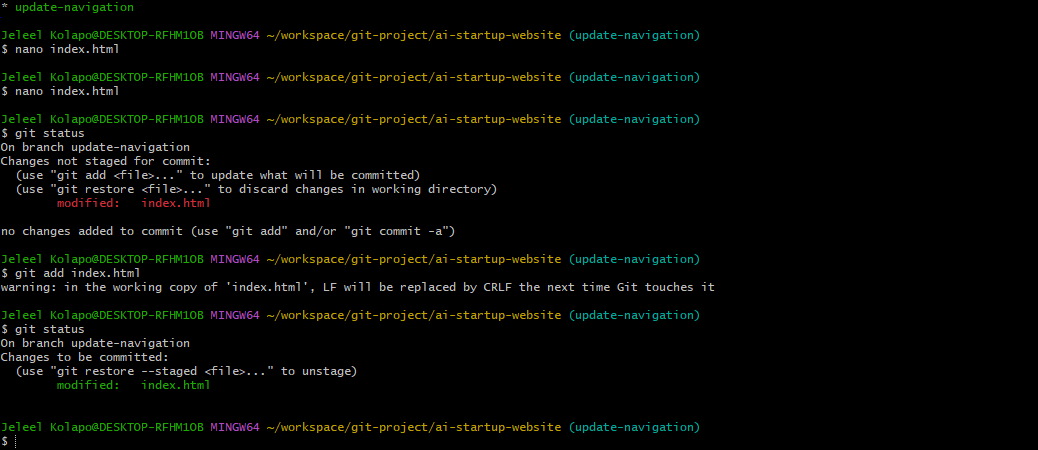 * update-navigation
Jeleel Kolapo@DESKTOP-RFHM1OB MINGW64 ~/workspace/git-project/ai-startup-website (update-navigation)
$ nano index.html
Jeleel Kolapo@DESKTOP-RFHM1OB MINGW64 ~/workspace/git-project/ai-startup-website (update-navigation)
$ nano index.html
Jeleel Kolapo@DESKTOP-RFHM1OB MINGW64 ~/workspace/git-project/ai-startup-website (update-navigation)
$ git status
On branch update-navigation
Changes not staged for commit:
  (use "git add <file>..." to update what will be committed)
  (use "git restore <file>..." to discard changes in working directory)
        modified:   index.html
no changes added to commit (use "git add" and/or "git commit -a")
Jeleel Kolapo@DESKTOP-RFHM1OB MINGW64 ~/workspace/git-project/ai-startup-website (update-navigation)
$ git add index.html
warning: in the working copy of 'index.html', LF will be replaced by CRLF the next time Git touches it
Jeleel Kolapo@DESKTOP-RFHM1OB MINGW64 ~/workspace/git-project/ai-startup-website (update-navigation)
$ git status
On branch update-navigation
Changes to be committed:
  (use "git restore --staged <file>..." to unstage)
        modified:   index.html
Jeleel Kolapo@DESKTOP-RFHM1OB MINGW64 ~/workspace/git-project/ai-startup-website (update-navigation)
$